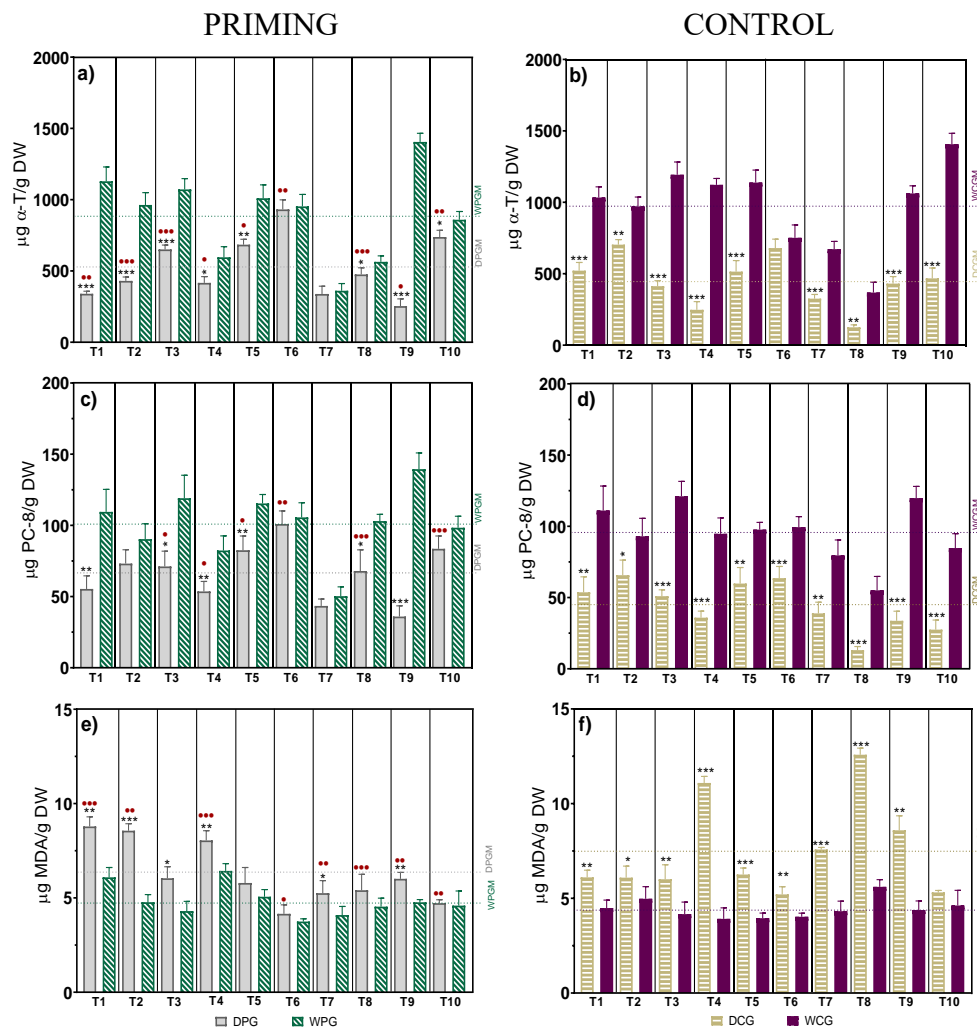 PRIMING
CONTROL
a)
µg α-T/g DW
2000
1500
1000
500
0
** *** *** *** *** *** * * * ** ** *** * * *** ** *
WPGM
DPGM
T1 T2 T3 T4 T5 T6 T7 T8 T9 T10
b)
µg α-T/g DW
2000
1500
1000
500
0
*** ** *** *** *** *** ** *** ***
WCGM
DCGM
T1 T2 T3 T4 T5 T6 T7 T8 T9 T10
c)
µg PC-8/g DW
200
150
100
50
0
** * ** ** * ***
WPGM
DPGM
T1 T2 T3 T4 T5 T6 T7 T8 T9 T10
d)
µg PC-8/g DW
200
150
100
50
0
** * *** *** ** *** ** *** *** ***
WCGM
DCGM
T1 T2 T3 T4 T5 T6 T7 T8 T9 T10
e)
µg MDA/g DW
15
10
5
0
** *** * ** * **
DPGM
WPGM
T1 T2 T3 T4 T5 T6 T7 T8 T9 T10
f)
µg MDA/g DW
15
10
5
0
** * ** *** *** ** *** *** **
T1 T2 T3 T4 T5 T6 T7 T8 T9 T10
DPG WPG
DCG WCG